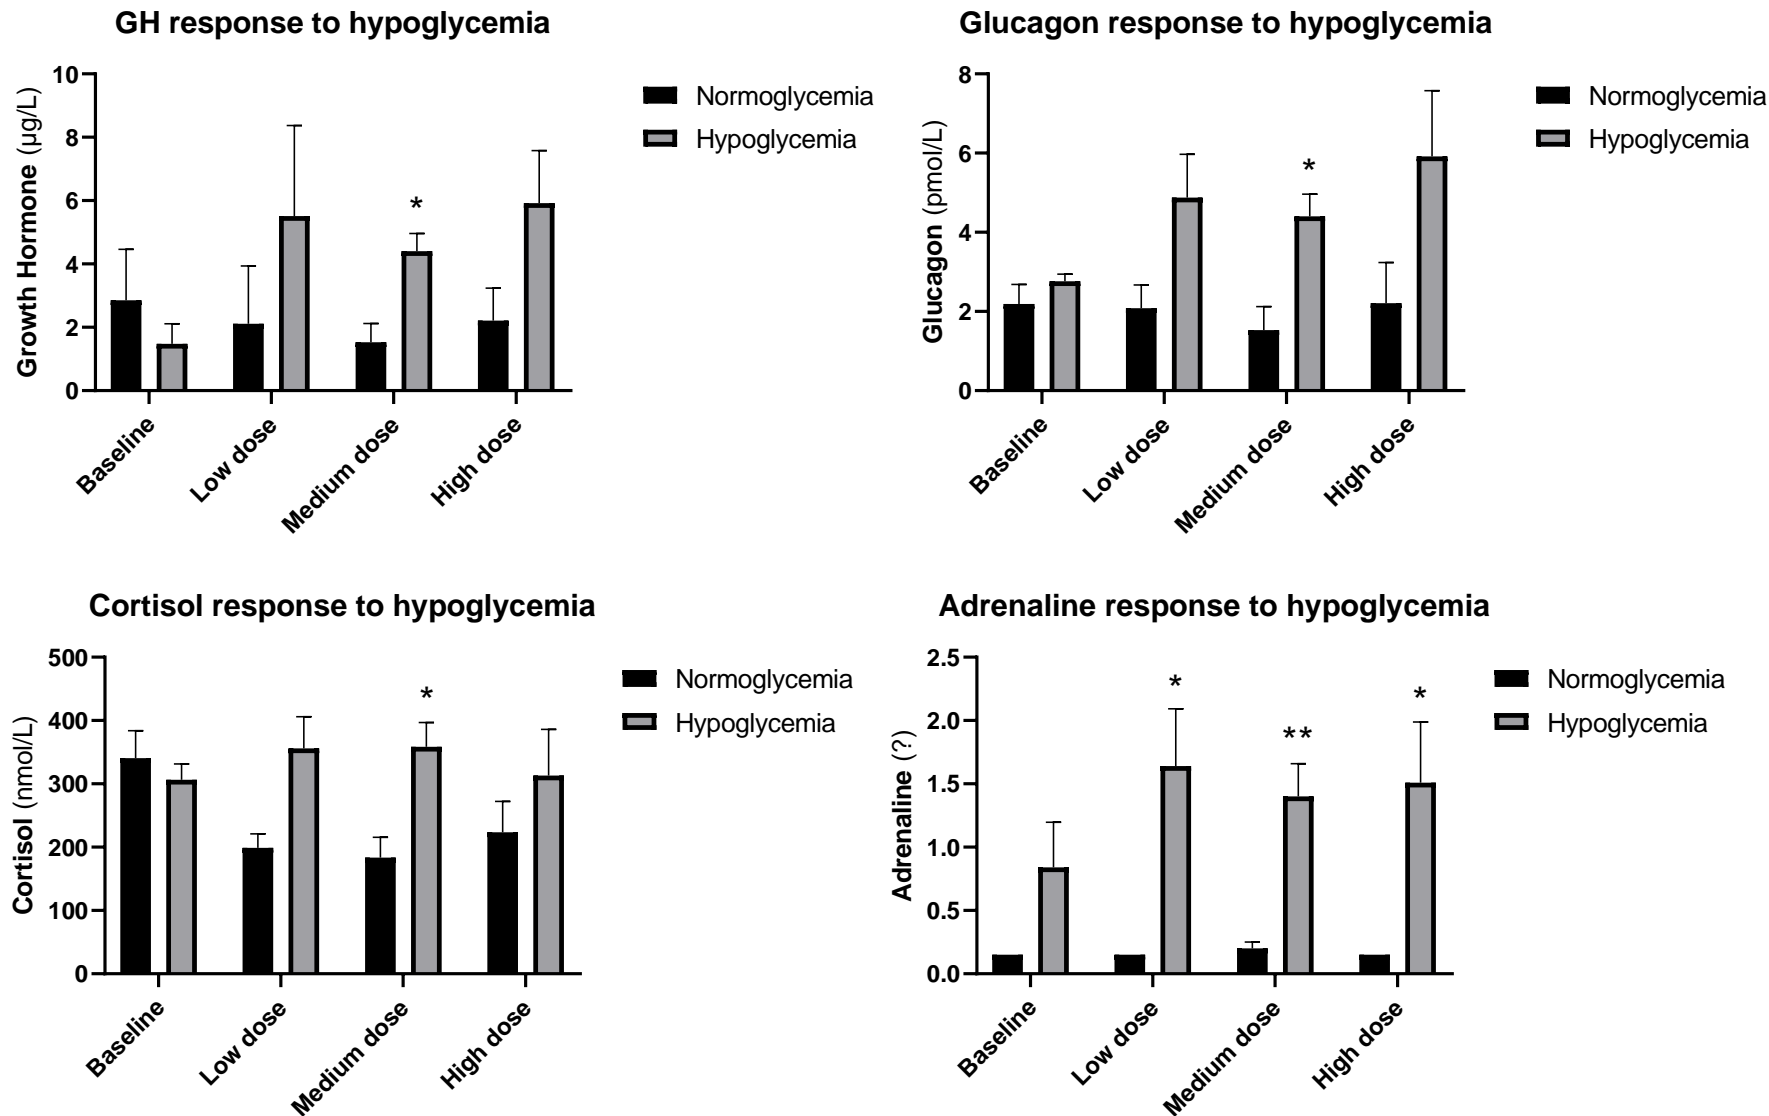 GH response to hypoglycemia
Growth Hormone (µg/L)
10
8
6
4
2
0
*
Baseline
Low dose
Medium dose
High dose
Normoglycemia
Hypoglycemia
Glucagon response to hypoglycemia
Glucagon (pmol/L)
8
6
4
2
0
*
Baseline
Low dose
Medium dose
High dose
Normoglycemia
Hypoglycemia
Cortisol response to hypoglycemia
Cortisol (nmol/L)
500
400
300
200
100
0
*
Baseline
Low dose
Medium dose
High dose
Normoglycemia
Hypoglycemia
Adrenaline response to hypoglycemia
Adrenaline (?)
2.5
2.0
1.5
1.0
0.5
0.0
*
**
*
Baseline
Low dose
Medium dose
High dose
Normoglycemia
Hypoglycemia